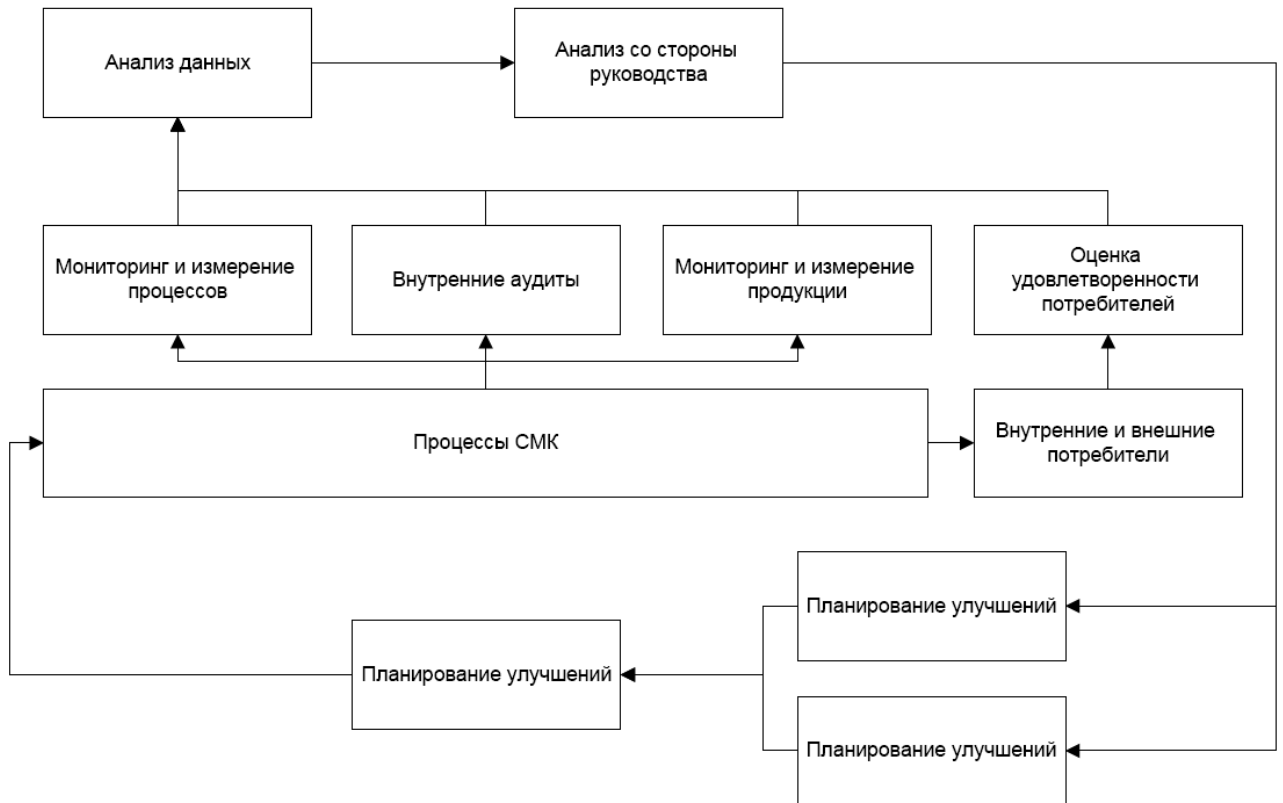 Анализ данных
Анализ со стороны
руководства
Мониторинг и измерение
процессов
Внутренние аудиты
Мониторинг и измерение
продукции
Оценка
удовлетворенности
потребителей
Процессы СМК
Внутренние и внешние
потребители
Планирование улучшений
Планирование улучшений
Планирование улучшений